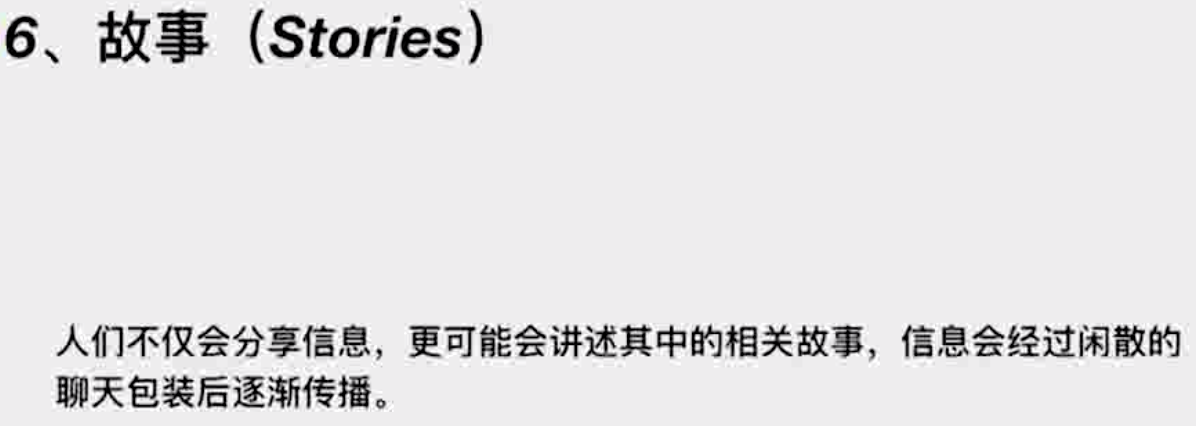 6、故事（Stories）
人们不仅会分享信息，更可能会讲述其中的相关故事，信息会经过闲散的
聊天包装后逐渐传播。